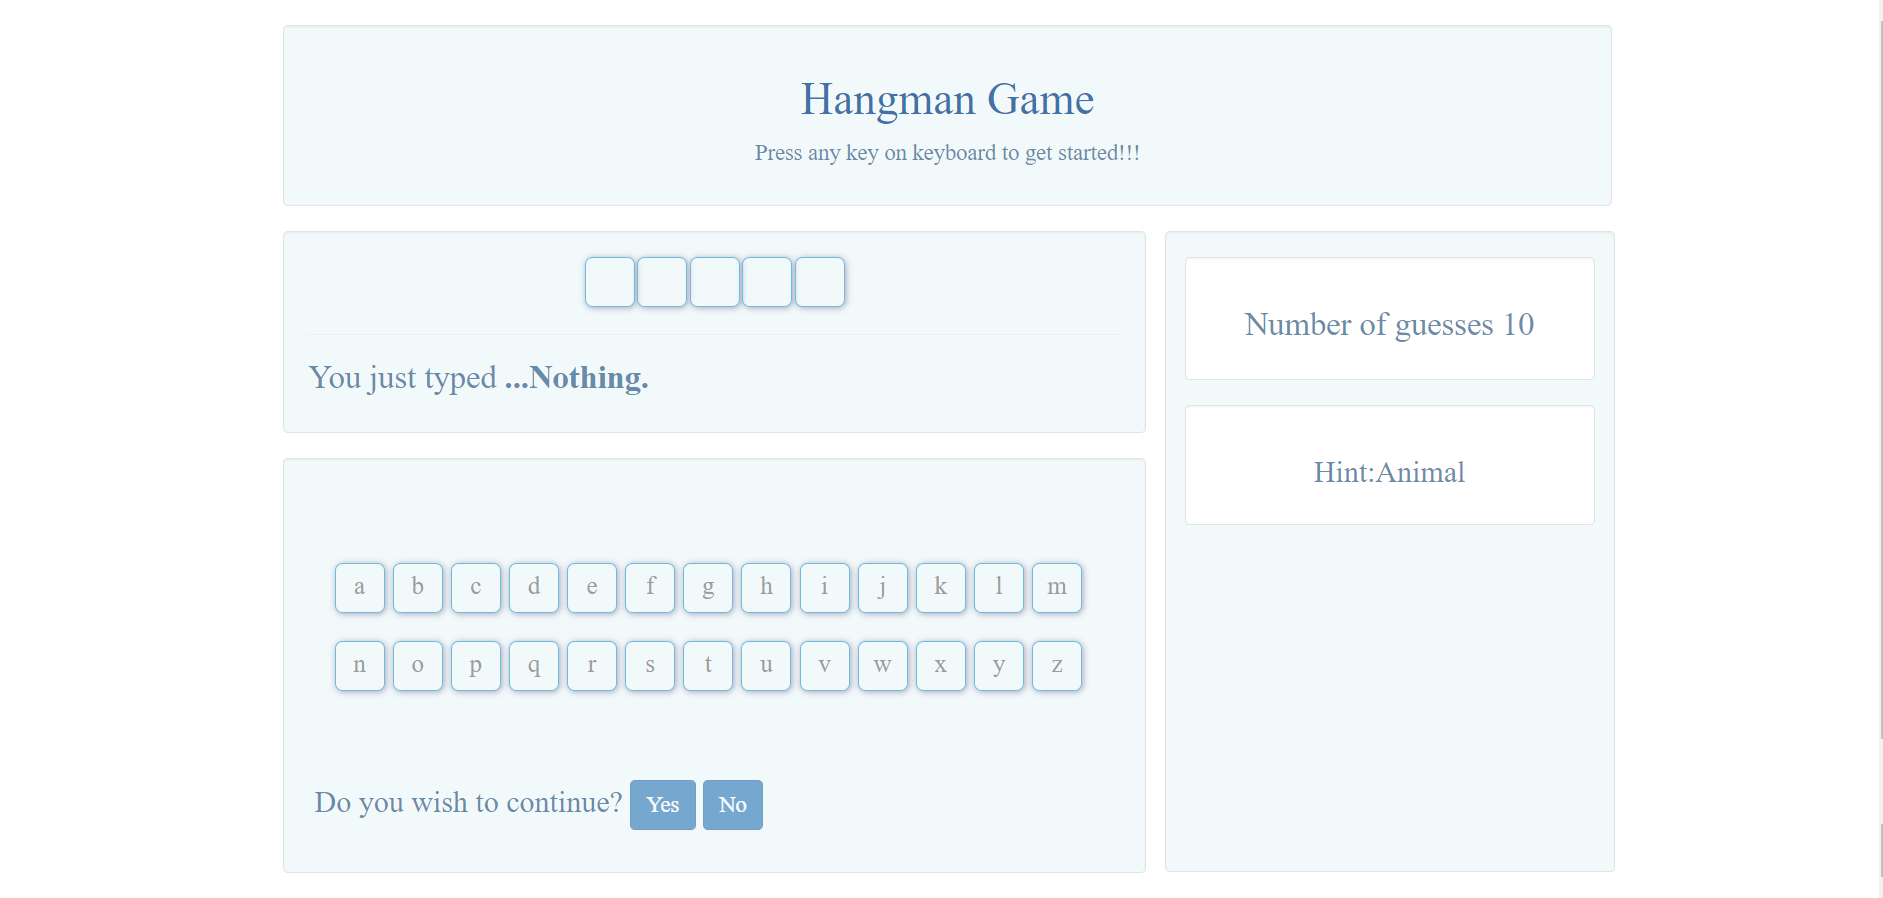 Hangman Game
Press any key on keyboard to get started!!!
You just typed ...Nothing.
a b c d e f g h i j k l m
n o p q r s t u v w x y z
Do you wish to continue? Yes No
Number of guesses 10
Hint:Animal